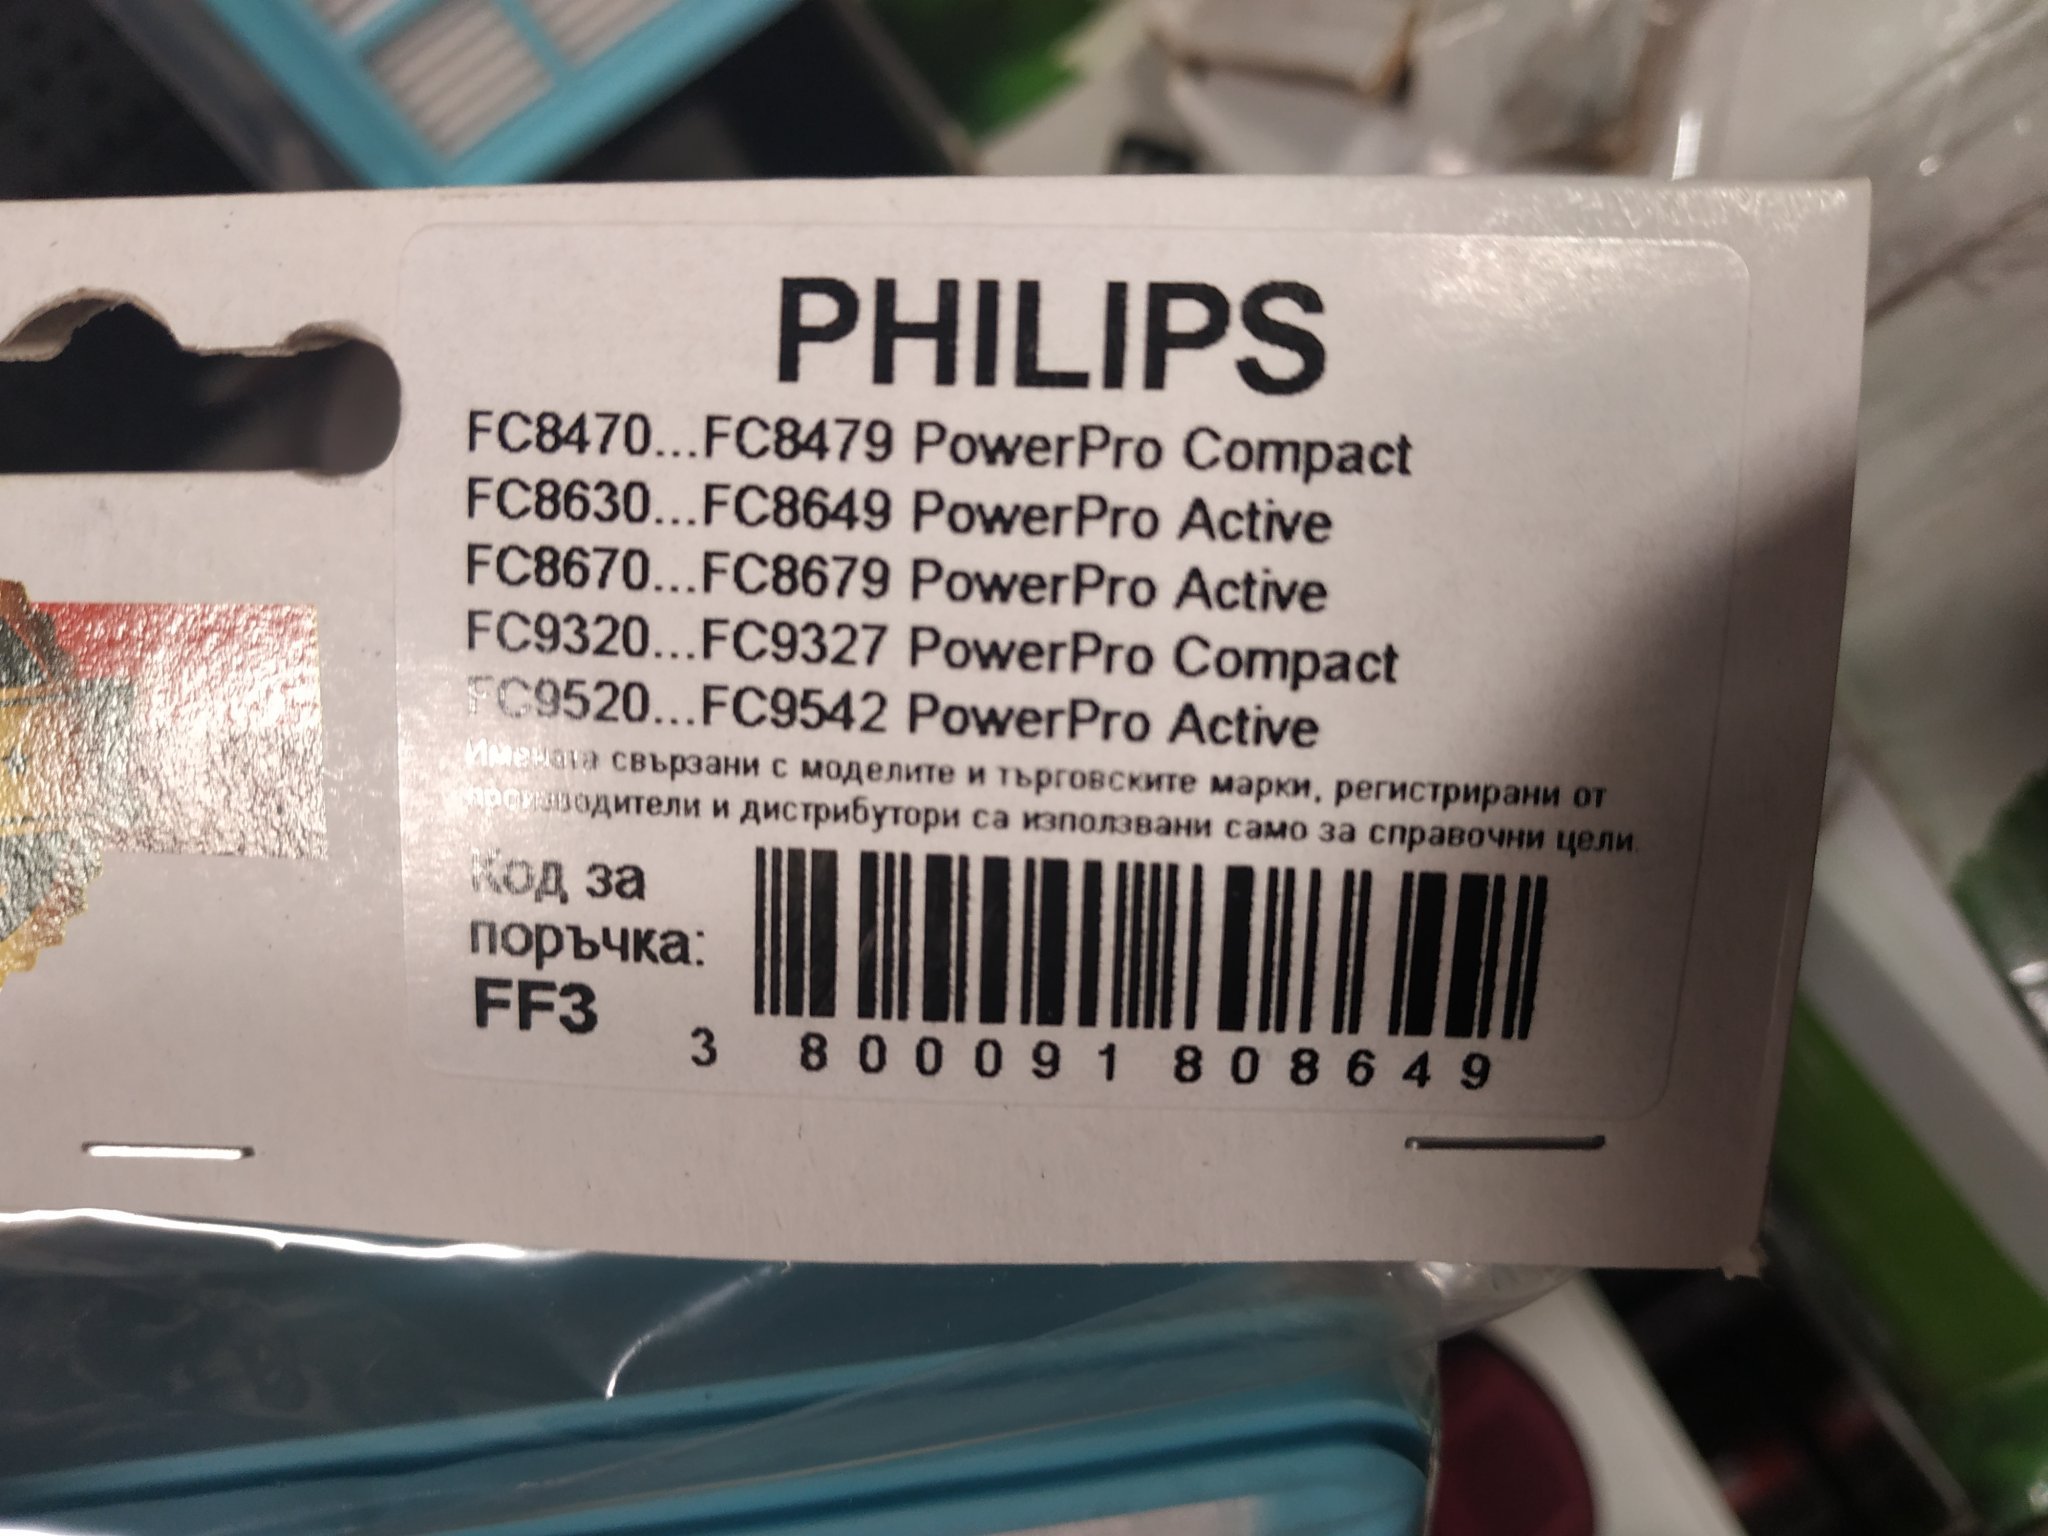 PHILIPS
FC8470...FC8479 PowerPro Compact
FC8630...FC8649 PowerPro Active
FC8670...FC8679 PowerPro Active
FC9320...FC9327 PowerPro Compact
FC9520...FC9542 PowerPro Active
Имената свързани с моделите и търговските марки, регистрирани от
производители и дистрибутори са използвани само за справочни цели.
Код за
поръчка:
FF3
3 800091 808649